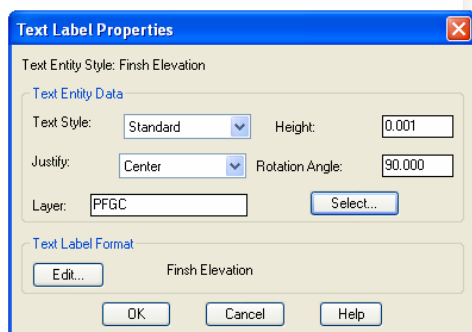 Text Label Properties
Text Entity Style: Finsh Elevation
Text Entity Data
Text Style: Standard Height: 0.001
Justify: Center Rotation Angle: 90.000
Layer: PFGC Select...
Text Label Format
Edit... Finsh Elevation
OK Cancel Help